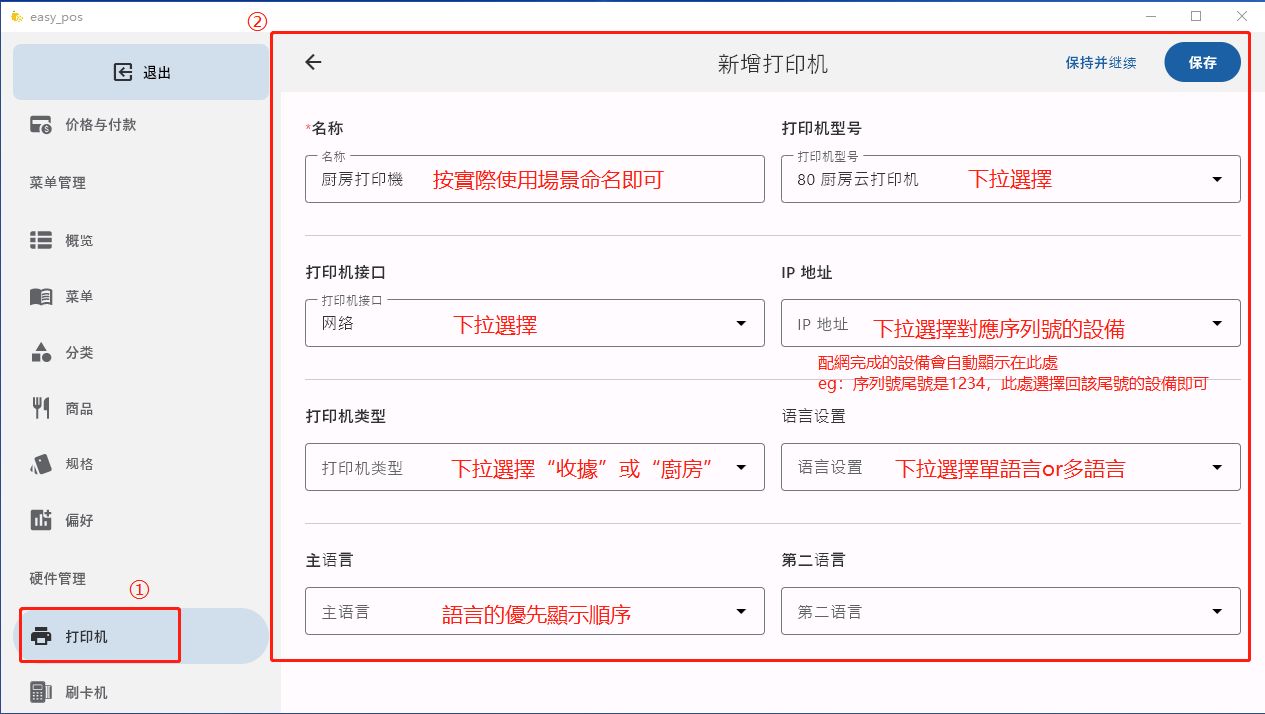 easy_pos
②
退出
新增打印机
保持并继续
保存
价格与付款
菜单管理
概览
菜单
分类
商品
规格
偏好
硬件管理
①
打印机
刷卡机
*名称
打印机型号
名称
打印机型号
厨房打印機
按實際使用場景命名即可
80 厨房云打印机
下拉選擇
打印机接口
IP 地址
打印机接口
网络
下拉選擇
IP 地址
下拉選擇對應序列號的設備
配網完成的設備會自動顯示在此處
eg：序列號尾號是1234，此處選擇回該尾號的設備即可
打印机类型
语言设置
打印机类型
下拉選擇“收據”或“廚房”
语言设置
下拉選擇單語言or多語言
主语言
第二语言
主语言
語言的優先顯示順序
第二语言